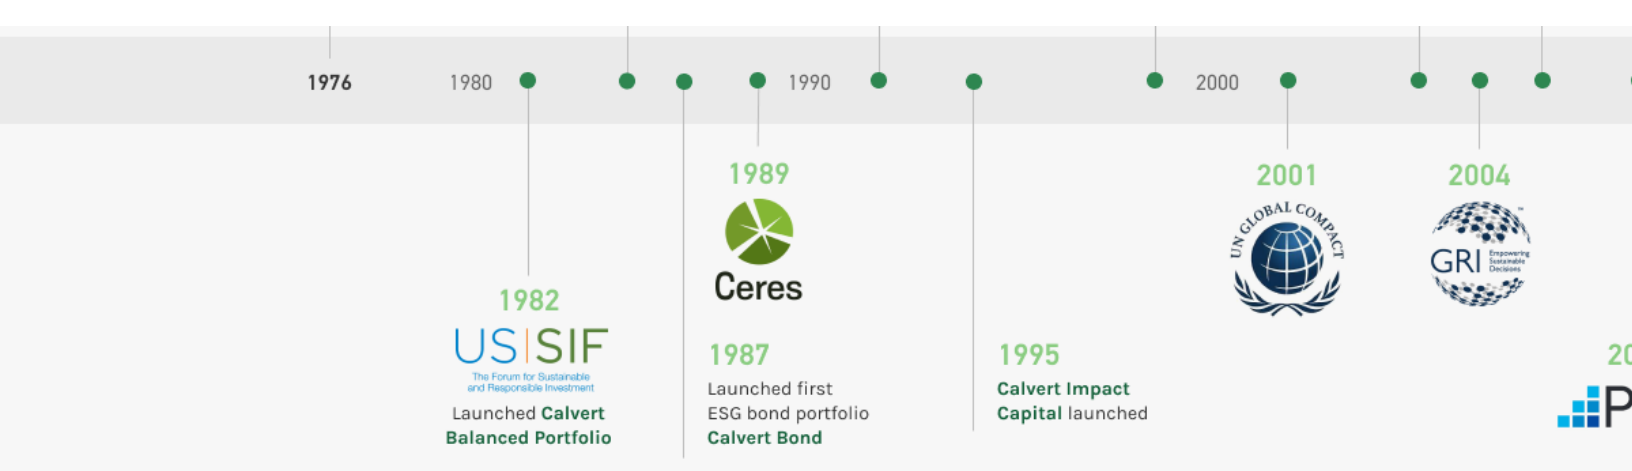 1976
1980
1990
2000
1989
Ceres
2001
UN GLOBAL COMPACT
2004
GRI
Empowering
Sustainable
Decisions
1982
US|SIF
The Forum for Sustainable
and Responsible Investment
Launched Calvert
Balanced Portfolio
1987
Launched first
ESG bond portfolio
Calvert Bond
1995
Calvert Impact
Capital launched
20
P